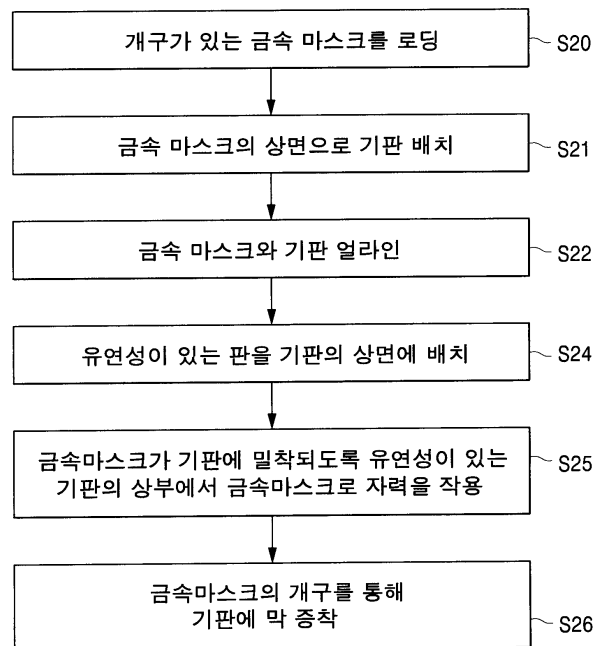 개구가 있는 금속 마스크를 로딩
S20
금속 마스크의 상면으로 기판 배치
S21
금속 마스크와 기판 얼라인
S22
유연성이 있는 판을 기판의 상면에 배치
S24
금속마스크가 기판에 밀착되도록 유연성이 있는
기판의 상부에서 금속마스크로 자력을 작용
S25
금속마스크의 개구를 통해
기판에 막 증착
S26